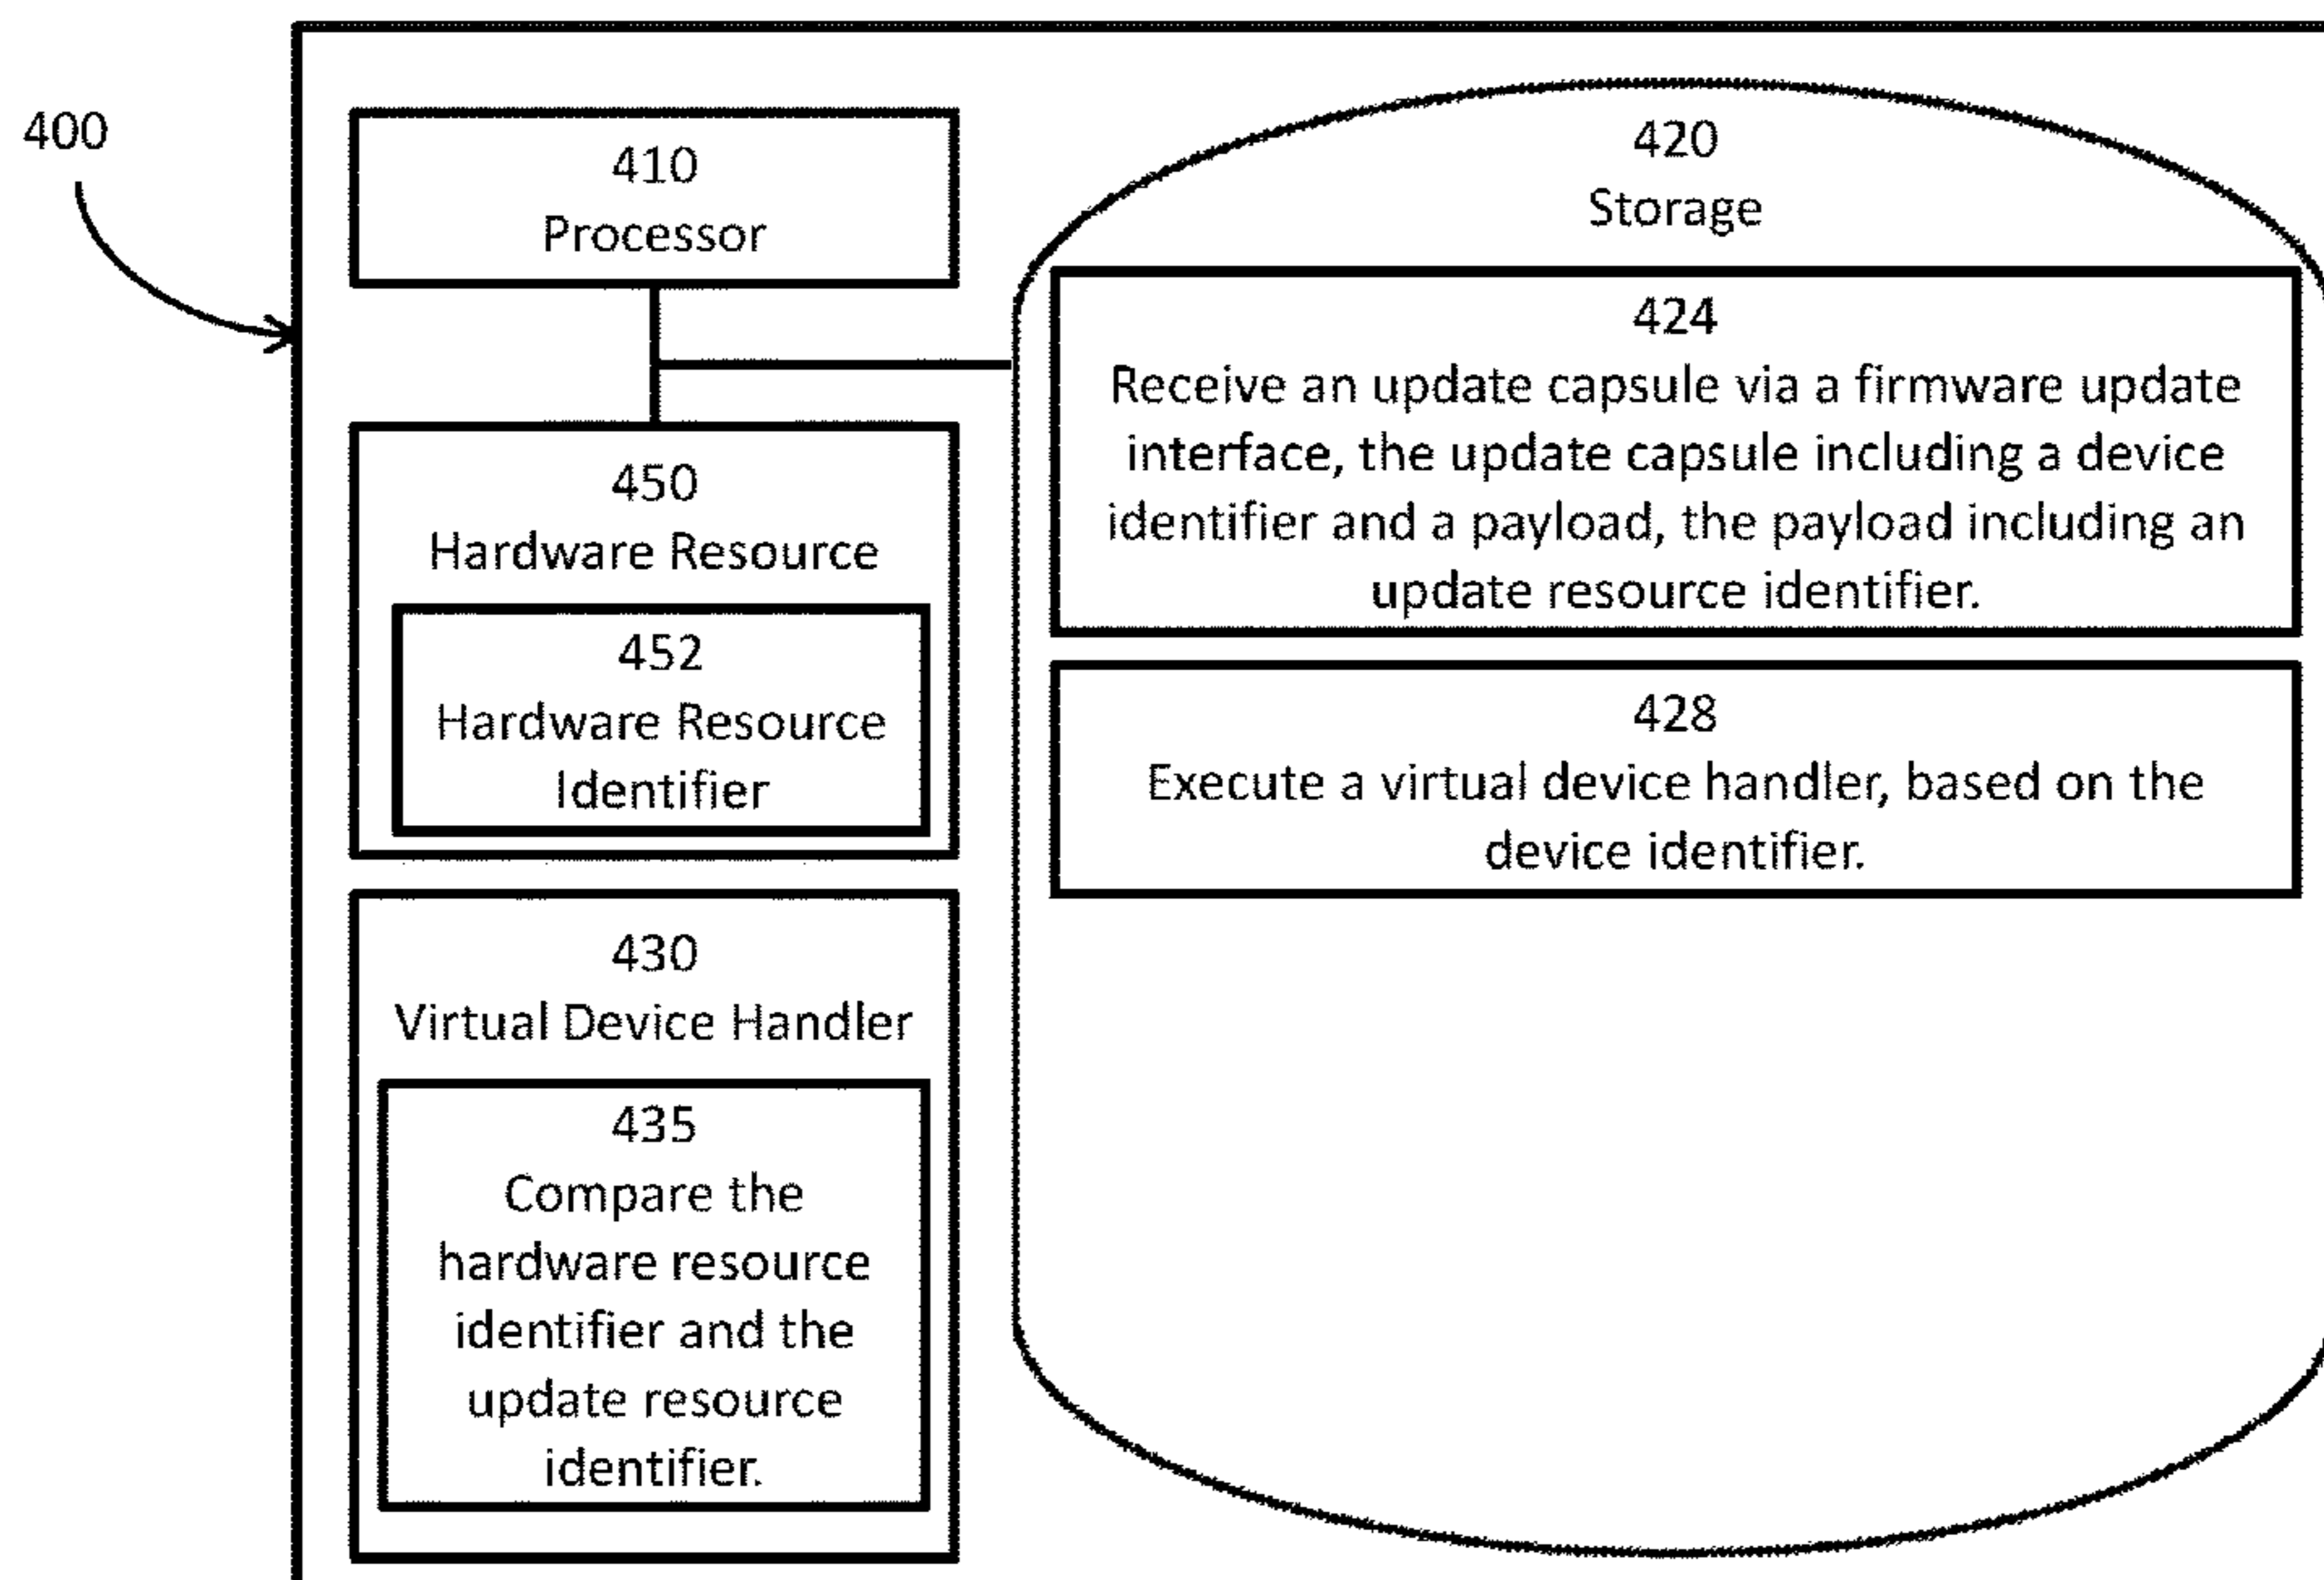 400
410
Processor
450
Hardware Resource
452
Hardware Resource
Identifier
430
Virtual Device Handler
435
Compare the
hardware resource
identifier and the
update resource
identifier.
420
Storage
424
Receive an update capsule via a firmware update
interface, the update capsule including a device
identifier and a payload, the payload including an
update resource identifier.
428
Execute a virtual device handler, based on the
device identifier.